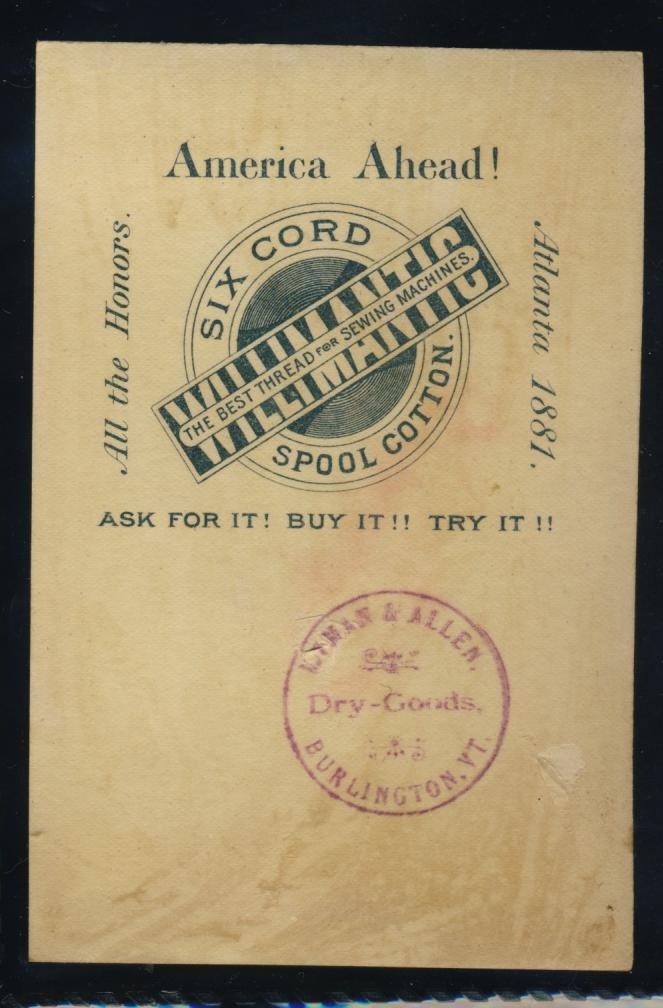 America Ahead!
All the Honors.
SIX CORD
WILLIMANTIC
THE BEST THREAD FOR SEWING MACHINES.
WILLIMANTIC
SPOOL COTTON.
Atlanta 1881.
ASK FOR IT! BUY IT!! TRY IT!!
LYMAN & ALLEN,
Dry-Goods,
BURLINGTON, VT.